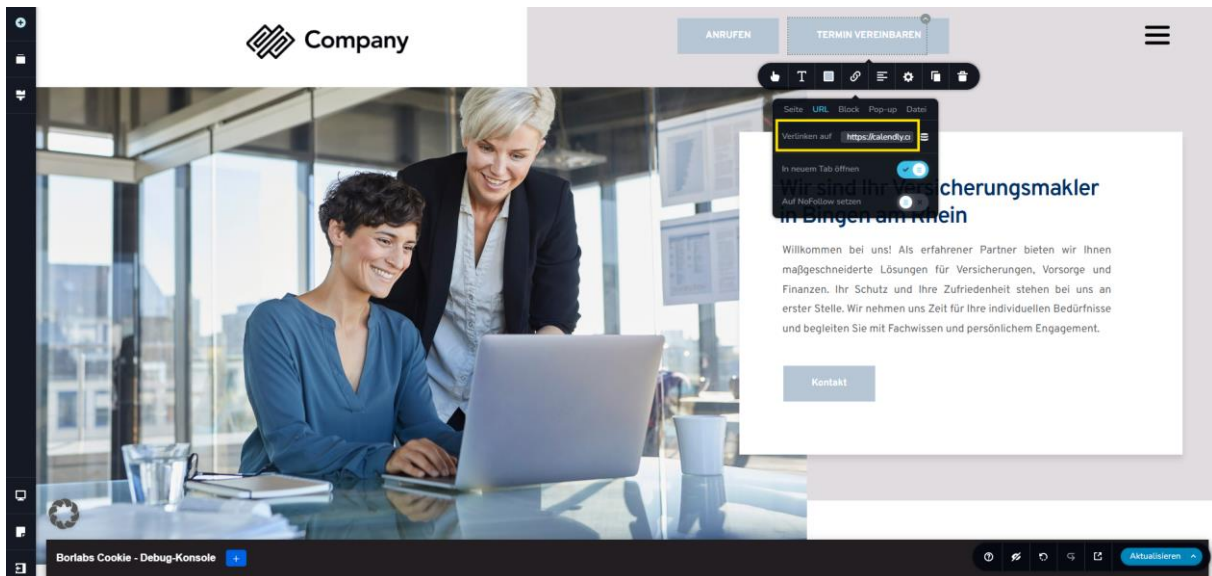 Company
ANRUFEN
TERMIN VEREINBAREN
Seite URL Block Pop-up Datei
Verlinken auf https://calendly.co
In neuem Tab öffnen
Auf NoFollow setzen
Wir sind Ihr Versicherungsmakler
in Bingen am Rhein
Willkommen bei uns! Als erfahrener Partner bieten wir Ihnen
maßgeschneiderte Lösungen für Versicherungen, Vorsorge und
Finanzen. Ihr Schutz und Ihre Zufriedenheit stehen bei uns an
erster Stelle. Wir nehmen uns Zeit für Ihre individuellen Bedürfnisse
und begleiten Sie mit Fachwissen und persönlichem Engagement.
Kontakt
Borlabs Cookie - Debug-Konsole +
Aktualisieren